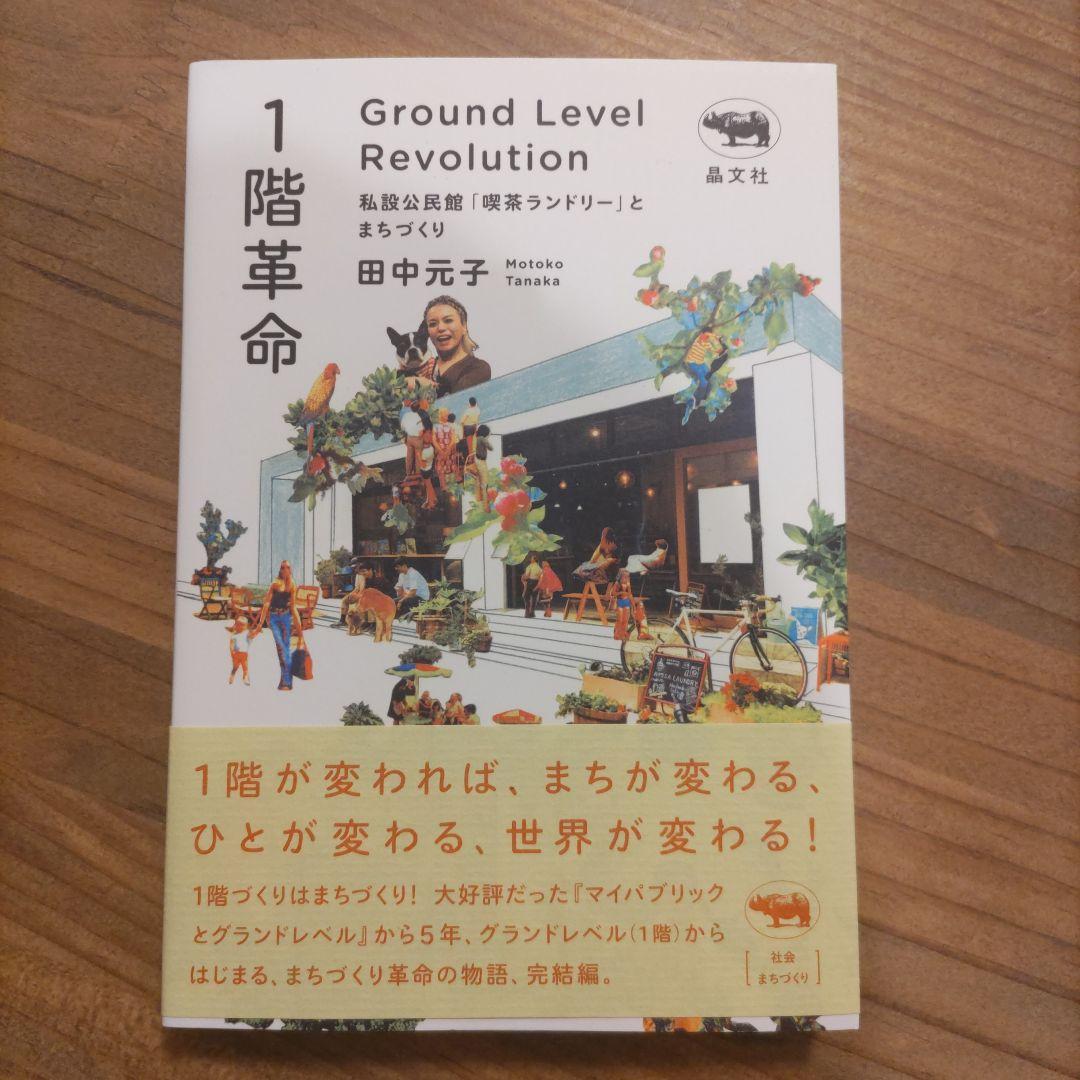 1階革命
Ground Level
Revolution
私設公民館「喫茶ランドリー」と
まちづくり
田中元子
Motoko
Tanaka
晶文社
LAUNDRY
1階が変われば、まちが変わる、
ひとが変わる、世界が変わる!
1階づくりはまちづくり! 大好評だった『マイパブリック
とグランドレベル』から5年、グランドレベル(1階)から
はじまる、まちづくり革命の物語、完結編。
[社会
まちづくり]